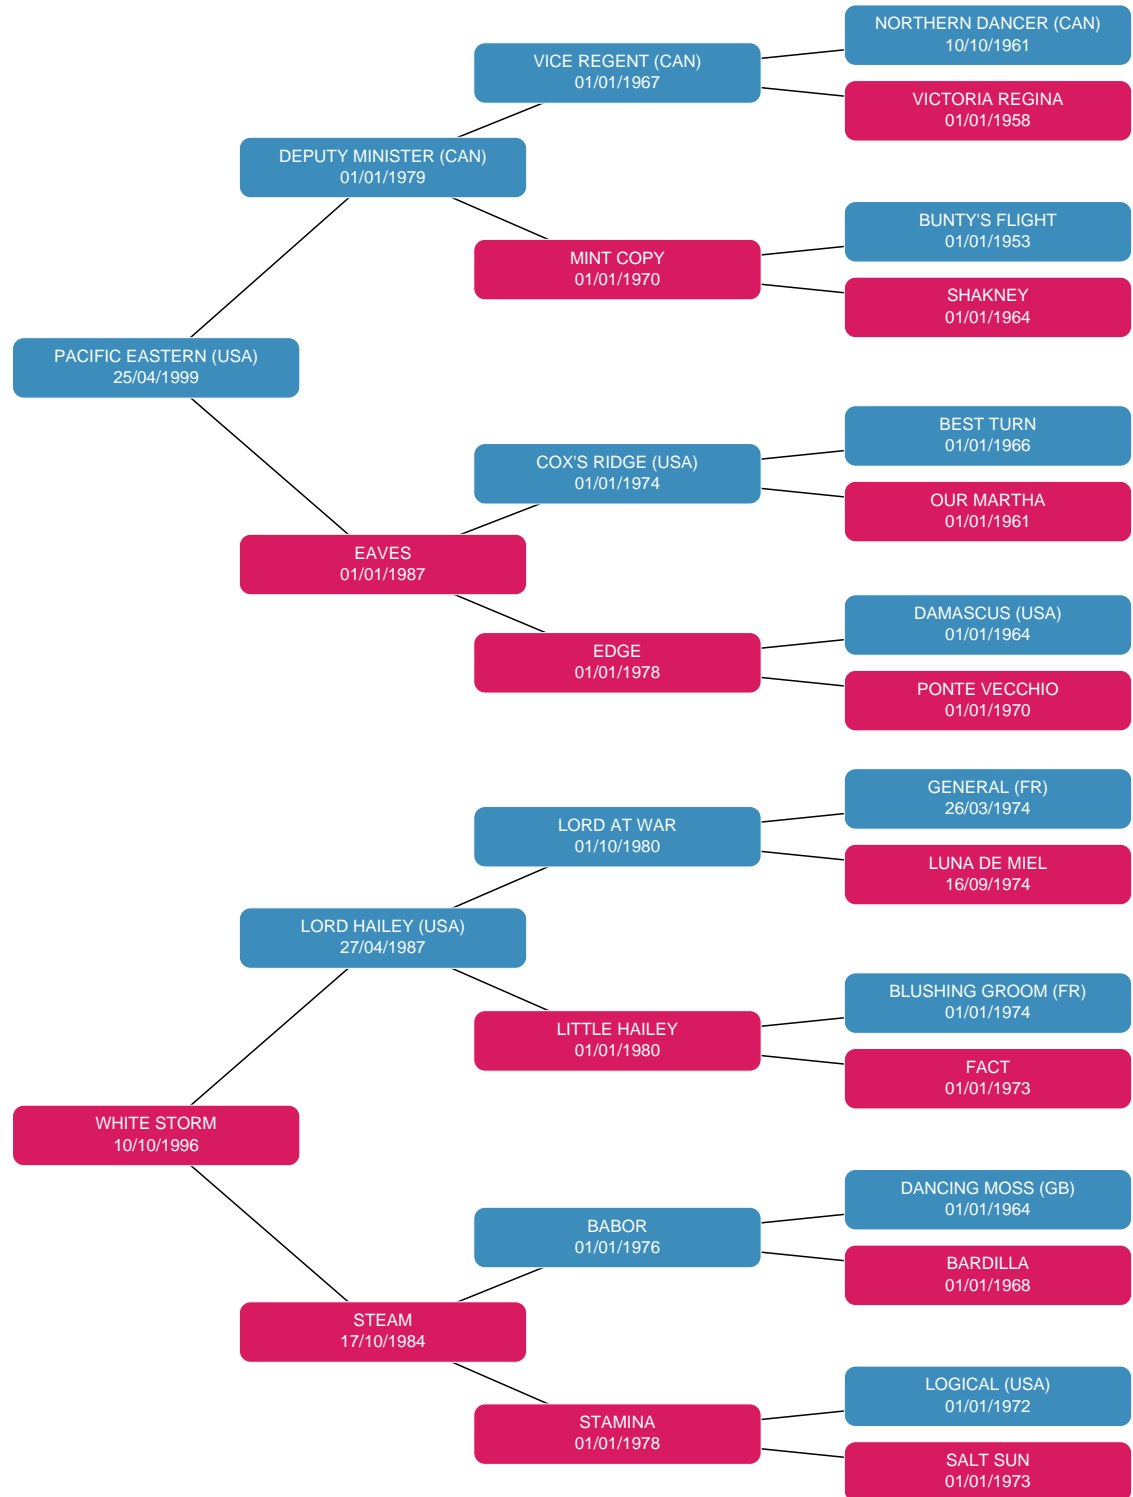 NORTHERN DANCER (CAN)
10/10/1961
VICE REGENT (CAN)
01/01/1967
VICTORIA REGINA
01/01/1958
DEPUTY MINISTER (CAN)
01/01/1979
BUNTY'S FLIGHT
01/01/1953
MINT COPY
01/01/1970
SHAKNEY
01/01/1964
PACIFIC EASTERN (USA)
25/04/1999
BEST TURN
01/01/1966
COX'S RIDGE (USA)
01/01/1974
OUR MARTHA
01/01/1961
EAVES
01/01/1987
DAMASCUS (USA)
01/01/1964
EDGE
01/01/1978
PONTE VECCHIO
01/01/1970
GENERAL (FR)
26/03/1974
LORD AT WAR
01/10/1980
LUNA DE MIEL
16/09/1974
LORD HAILEY (USA)
27/04/1987
BLUSHING GROOM (FR)
01/01/1974
LITTLE HAILEY
01/01/1980
FACT
01/01/1973
WHITE STORM
10/10/1996
DANCING MOSS (GB)
01/01/1964
BABOR
01/01/1976
BARDILLA
01/01/1968
STEAM
17/10/1984
LOGICAL (USA)
01/01/1972
STAMINA
01/01/1978
SALT SUN
01/01/1973